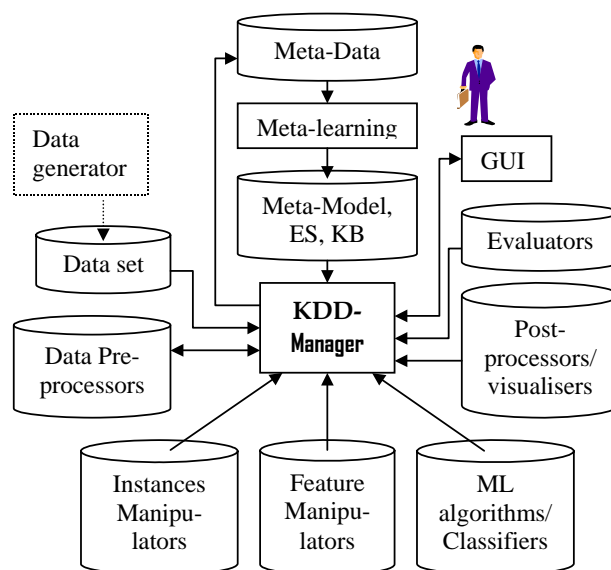 Meta-Data
Data
generator
Meta-learning
GUI
Meta-Model,
ES, KB
Evaluators
Data set
KDD-
Manager
Post-
processors/
visualisers
Data Pre-
processors
Instances
Manipu-
lators
Feature
Manipu-
lators
ML
algorithms/
Classifiers